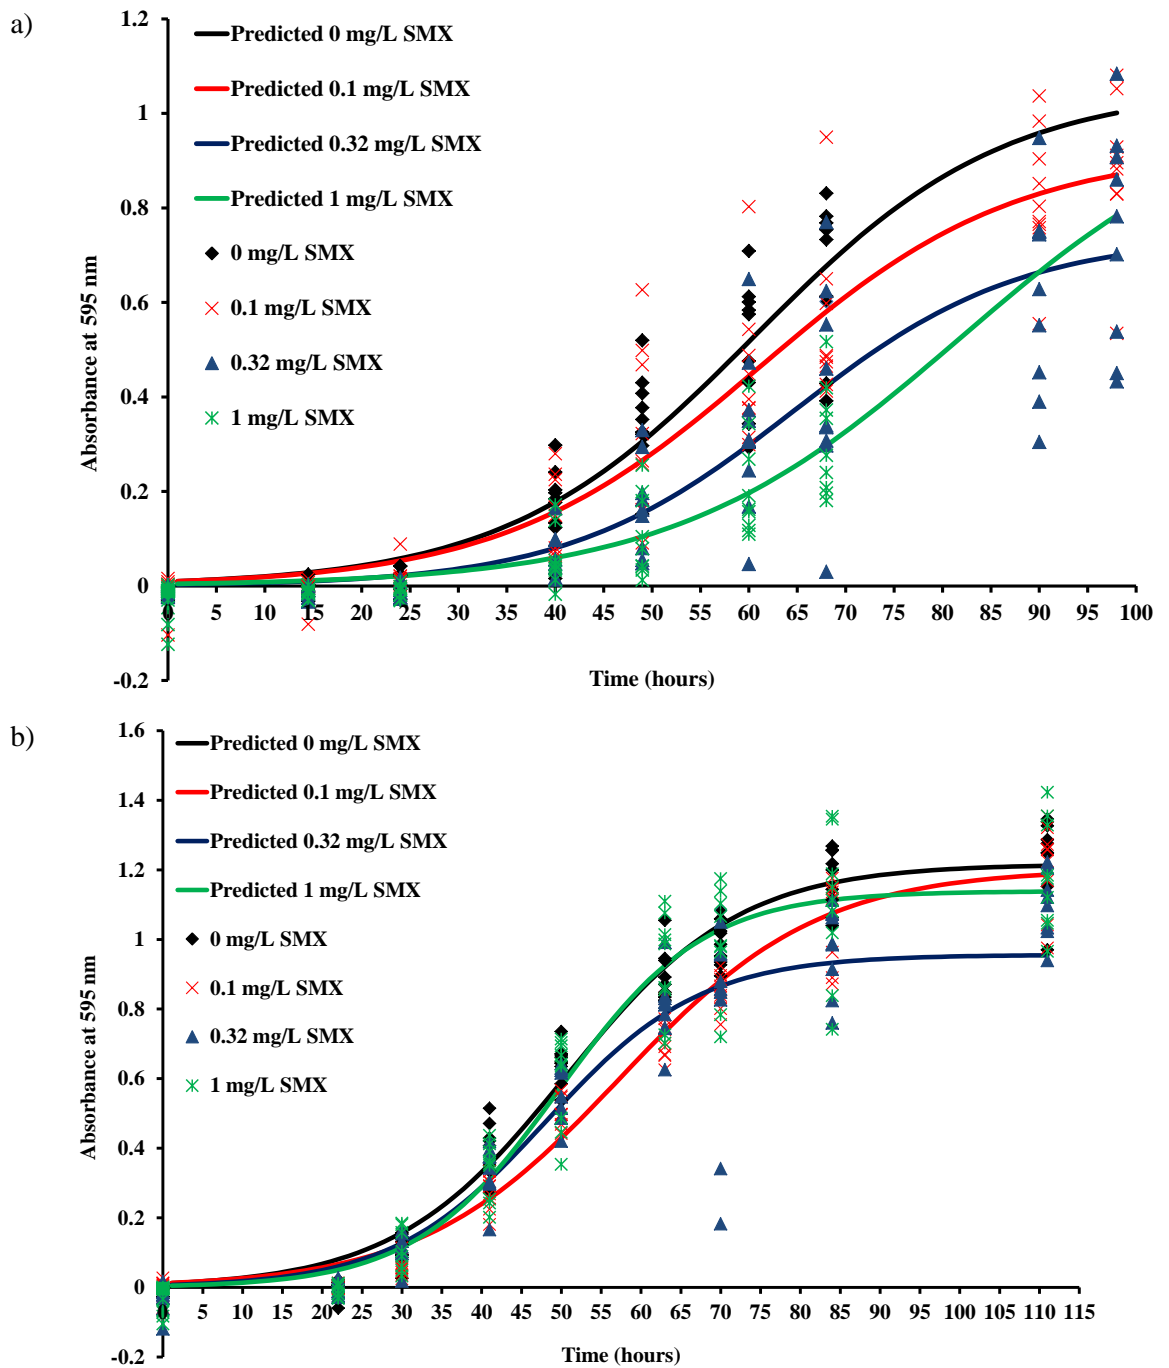 a)
1.2
1
0.8
0.6
0.4
0.2
0
-0.2
Absorbance at 595 nm
Predicted 0 mg/L SMX
Predicted 0.1 mg/L SMX
Predicted 0.32 mg/L SMX
Predicted 1 mg/L SMX
0 mg/L SMX
0.1 mg/L SMX
0.32 mg/L SMX
1 mg/L SMX
0 5 10 15 20 25 30 35 40 45 50 55 60 65 70 75 80 85 90 95 100
Time (hours)
b)
1.6
1.4
1.2
1
0.8
0.6
0.4
0.2
0
-0.2
Absorbance at 595 nm
Predicted 0 mg/L SMX
Predicted 0.1 mg/L SMX
Predicted 0.32 mg/L SMX
Predicted 1 mg/L SMX
0 mg/L SMX
0.1 mg/L SMX
0.32 mg/L SMX
1 mg/L SMX
0 5 10 15 20 25 30 35 40 45 50 55 60 65 70 75 80 85 90 95 100 105 110 115
Time (hours)